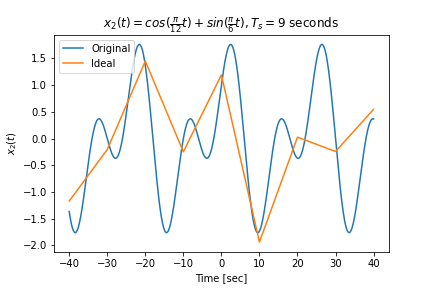 x₂(t) = cos(π/12 t) + sin(π/6 t), Tₛ = 9 seconds
Original
Ideal
1.5
1.0
0.5
0.0
−0.5
−1.0
−1.5
−2.0
x₂(t)
−40 −30 −20 −10 0 10 20 30 40
Time [sec]